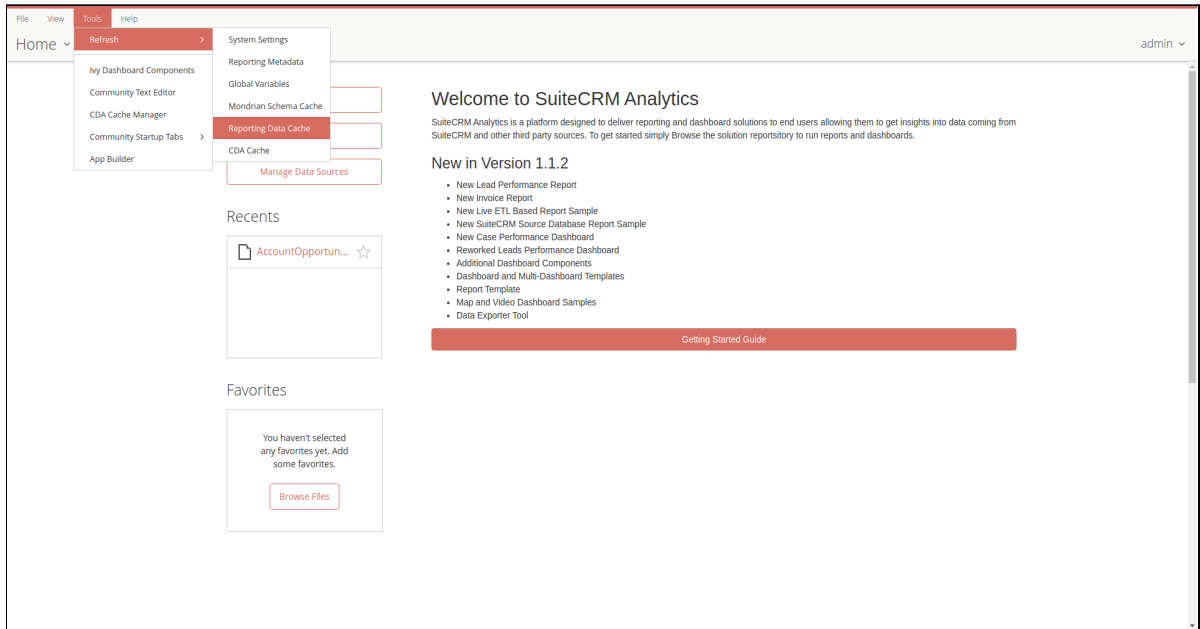 File View Tools Help
Home
admin
Refresh
Ivy Dashboard Components
Community Text Editor
CDA Cache Manager
Community Startup Tabs
App Builder
System Settings
Reporting Metadata
Global Variables
Mondrian Schema Cache
Reporting Data Cache
CDA Cache
Manage Data Sources
Recents
AccountOpportun...
Favorites
You haven't selected
any favorites yet. Add
some favorites.
Browse Files
Welcome to SuiteCRM Analytics
SuiteCRM Analytics is a platform designed to deliver reporting and dashboard solutions to end users allowing them to get insights into data coming from
SuiteCRM and other third party sources. To get started simply Browse the solution reportsitory to run reports and dashboards.
New in Version 1.1.2
• New Lead Performance Report
• New Invoice Report
• New Live ETL Based Report Sample
• New SuiteCRM Source Database Report Sample
• New Case Performance Dashboard
• Reworked Leads Performance Dashboard
• Additional Dashboard Components
• Dashboard and Multi-Dashboard Templates
• Report Template
• Map and Video Dashboard Samples
• Data Exporter Tool
Getting Started Guide